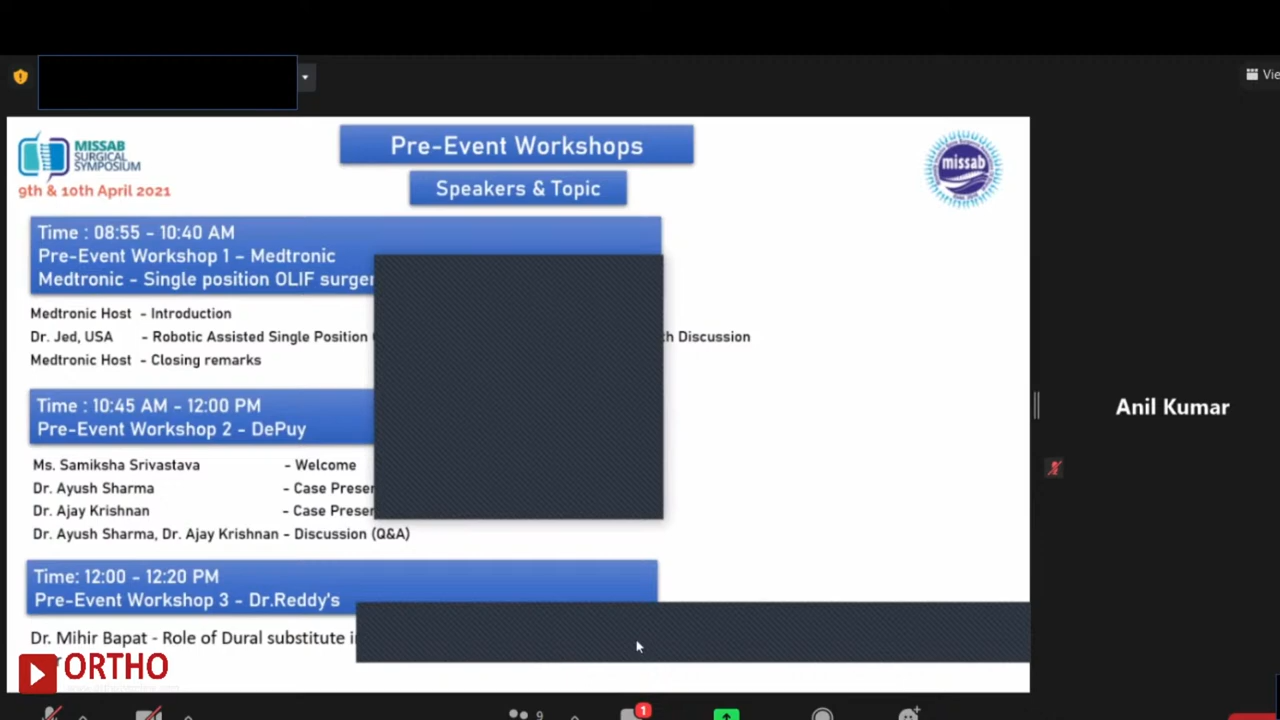 Vie
MISSAB
SURGICAL
SYMPOSIUM
9th & 10th April 2021
Pre-Event Workshops
Speakers & Topic
missab
Time : 08:55 - 10:40 AM
Pre-Event Workshop 1 - Medtronic
Medtronic - Single position OLIF surger
Medtronic Host - Introduction
Dr. Jed, USA - Robotic Assisted Single Position h Discussion
Medtronic Host - Closing remarks
Time : 10:45 AM - 12:00 PM
Pre-Event Workshop 2 - DePuy
Ms. Samiksha Srivastava - Welcome
Dr. Ayush Sharma - Case Presen
Dr. Ajay Krishnan - Case Presen
Dr. Ayush Sharma, Dr. Ajay Krishnan - Discussion (Q&A)
Time: 12:00 - 12:20 PM
Pre-Event Workshop 3 - Dr.Reddy's
Dr. Mihir Bapat - Role of Dural substitute i
ORTHO
Anil Kumar
9
1